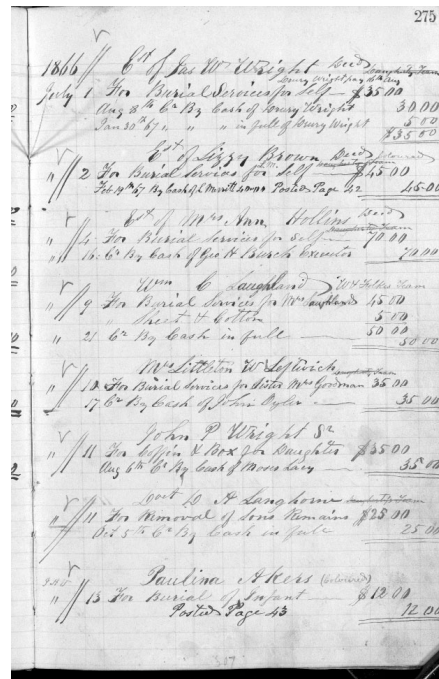 275
1866 Est of Jas W. Wright Decd
July 1 For Burial Services for Self $35.00
Aug 8th Cr By Cash of Drury Wright 30.00
Jan 30th 67 " " " in full of Drury Wright 5.00
$35.00
Est of Lizzy Brown Decd Colored
" 2 For Burial Services for Self $45.00
Feb 19th 67 By Cash of L. Merritt Posted Page 42 45.00
Est of Mrs Ann Hollins Decd
" 4 For Burial Services for Self 70.00
" 16 Cr By Cash of Geo H Burch Executor 70.00
Wm C Laughland
" 9 For Burial Services for Mrs Laughland 45.00
" Sheet & Cotton 5.00
50.00
" 21 Cr By Cash in full 50.00
Mr Littleton W Leftwich
" 10 For Burial Services for Sister Mrs Goodman 35.00
17 Cr By Cash of John 35.00
John P Wright Sr
" 11 For Coffin & Box for Daughter $35.00
Aug 6th Cr By Cash of Moses Lacy 35.00
Doct D A Langhorne
" 11 For Removal of Sons Remains $25.00
Oct 5th Cr By Cash in full 25.00
Paulina Akers (colored)
" 13 For Burial of Infant $12.00
Posted Page 43 12.00